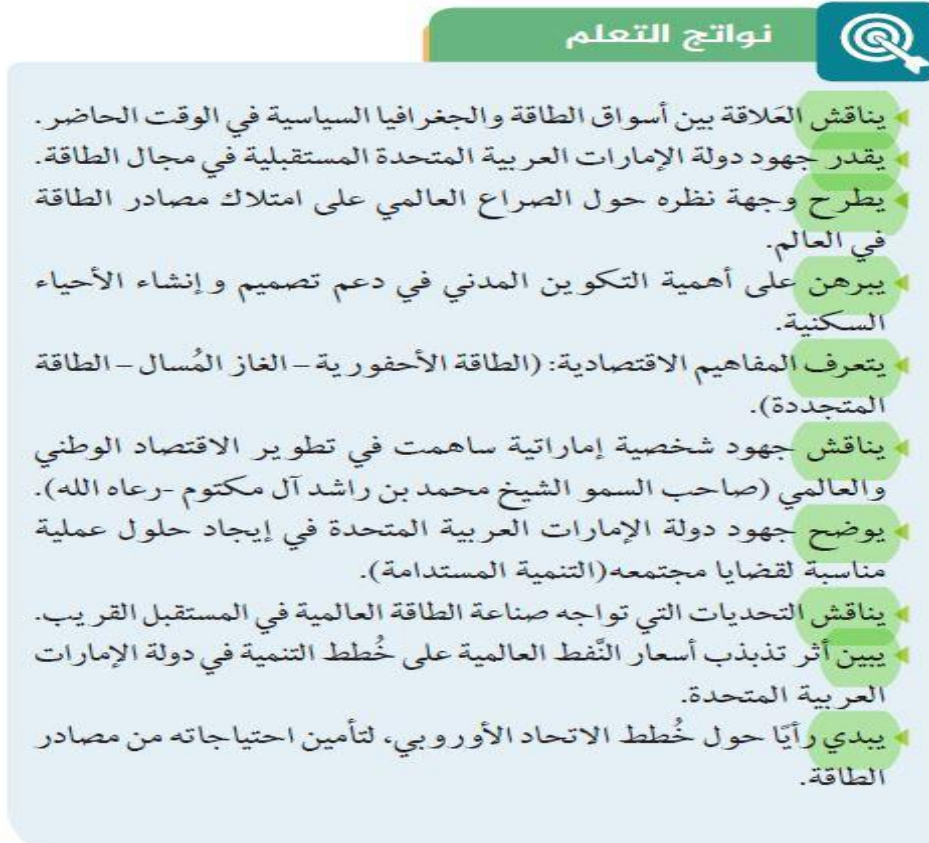 نواتج التعلم
يناقش العَلاقة بين أسواق الطاقة والجغرافيا السياسية في الوقت الحاضر.
يقدر جهود دولة الإمارات العربية المتحدة المستقبلية في مجال الطاقة.
يطرح وجهة نظره حول الصراع العالمي على امتلاك مصادر الطاقة
في العالم.
يبرهن على أهمية التكوين المدني في دعم تصميم وإنشاء الأحياء
السكنية.
يتعرف المفاهيم الاقتصادية: (الطاقة الأحفورية – الغاز المُسال – الطاقة
المتجددة).
يناقش جهود شخصية إماراتية ساهمت في تطوير الاقتصاد الوطني
والعالمي (صاحب السمو الشيخ محمد بن راشد آل مكتوم -رعاه الله).
يوضح جهود دولة الإمارات العربية المتحدة في إيجاد حلول عملية
مناسبة لقضايا مجتمعه(التنمية المستدامة).
يناقش التحديات التي تواجه صناعة الطاقة العالمية في المستقبل القريب.
يبين أثر تذبذب أسعار النَّفط العالمية على خُطط التنمية في دولة الإمارات
العربية المتحدة.
يبدي رأيًا حول خُطط الاتحاد الأوروبي، لتأمين احتياجاته من مصادر
الطاقة.